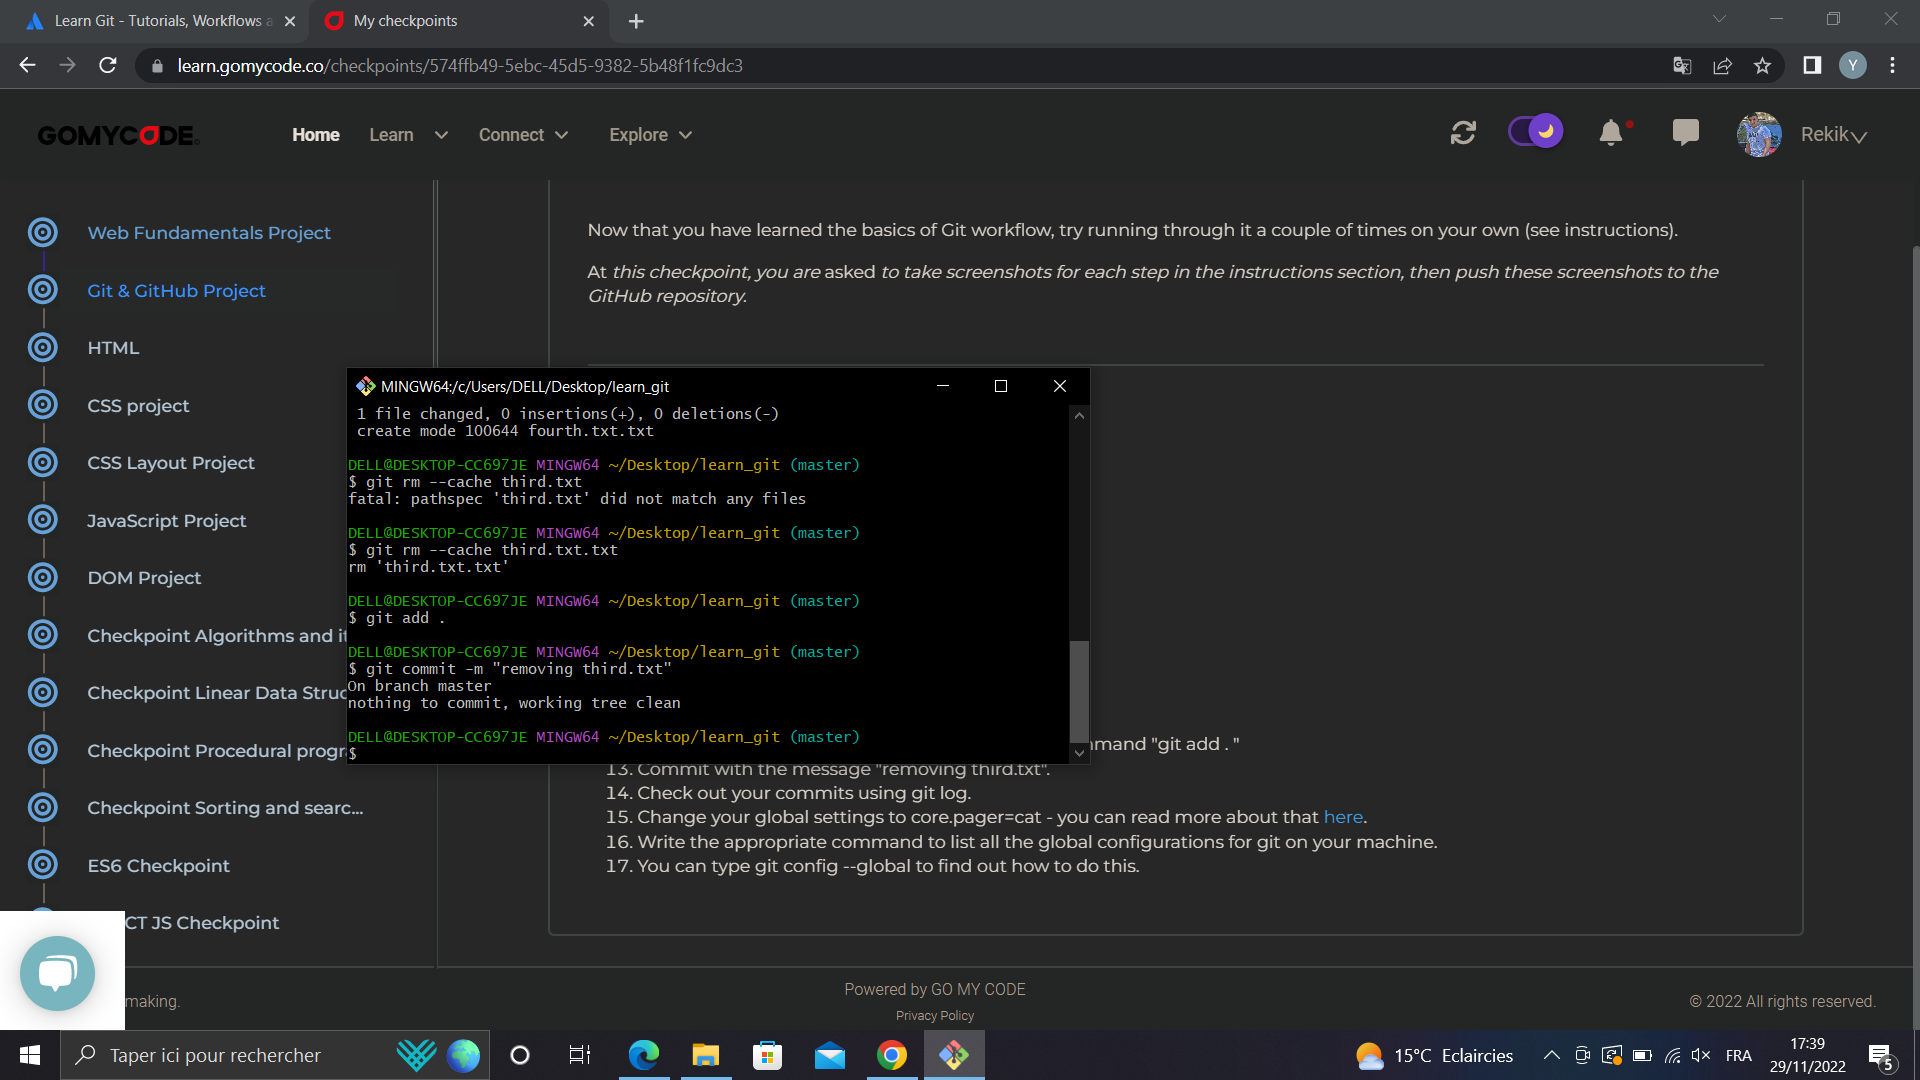 Learn Git - Tutorials, Workflows a
My checkpoints
learn.gomycode.co/checkpoints/574ffb49-5ebc-45d5-9382-5b48f1fc9dc3
Y
GOMYCODE
Home
Learn
Connect
Explore
Rekik
Web Fundamentals Project
Git & GitHub Project
HTML
CSS project
CSS Layout Project
JavaScript Project
DOM Project
Checkpoint Algorithms and it
Checkpoint Linear Data Struc
Checkpoint Procedural progr
Checkpoint Sorting and searc...
ES6 Checkpoint
CT JS Checkpoint
Now that you have learned the basics of Git workflow, try running through it a couple of times on your own (see instructions).
At this checkpoint, you are asked to take screenshots for each step in the instructions section, then push these screenshots to the
GitHub repository.
MINGW64:/c/Users/DELL/Desktop/learn_git
1 file changed, 0 insertions(+), 0 deletions(-)
create mode 100644 fourth.txt.txt
DELL@DESKTOP-CC697JE MINGW64 ~/Desktop/learn_git (master)
$ git rm --cache third.txt
fatal: pathspec 'third.txt' did not match any files
DELL@DESKTOP-CC697JE MINGW64 ~/Desktop/learn_git (master)
$ git rm --cache third.txt.txt
rm 'third.txt.txt'
DELL@DESKTOP-CC697JE MINGW64 ~/Desktop/learn_git (master)
$ git add .
DELL@DESKTOP-CC697JE MINGW64 ~/Desktop/learn_git (master)
$ git commit -m "removing third.txt"
On branch master
nothing to commit, working tree clean
DELL@DESKTOP-CC697JE MINGW64 ~/Desktop/learn_git (master)
$
mmand "git add . "
13. Commit with the message "removing third.txt".
14. Check out your commits using git log.
15. Change your global settings to core.pager=cat - you can read more about that here.
16. Write the appropriate command to list all the global configurations for git on your machine.
17. You can type git config --global to find out how to do this.
making.
Powered by GO MY CODE
Privacy Policy
© 2022 All rights reserved.
Taper ici pour rechercher
15°C Eclaircies
FRA
17:39
29/11/2022
5